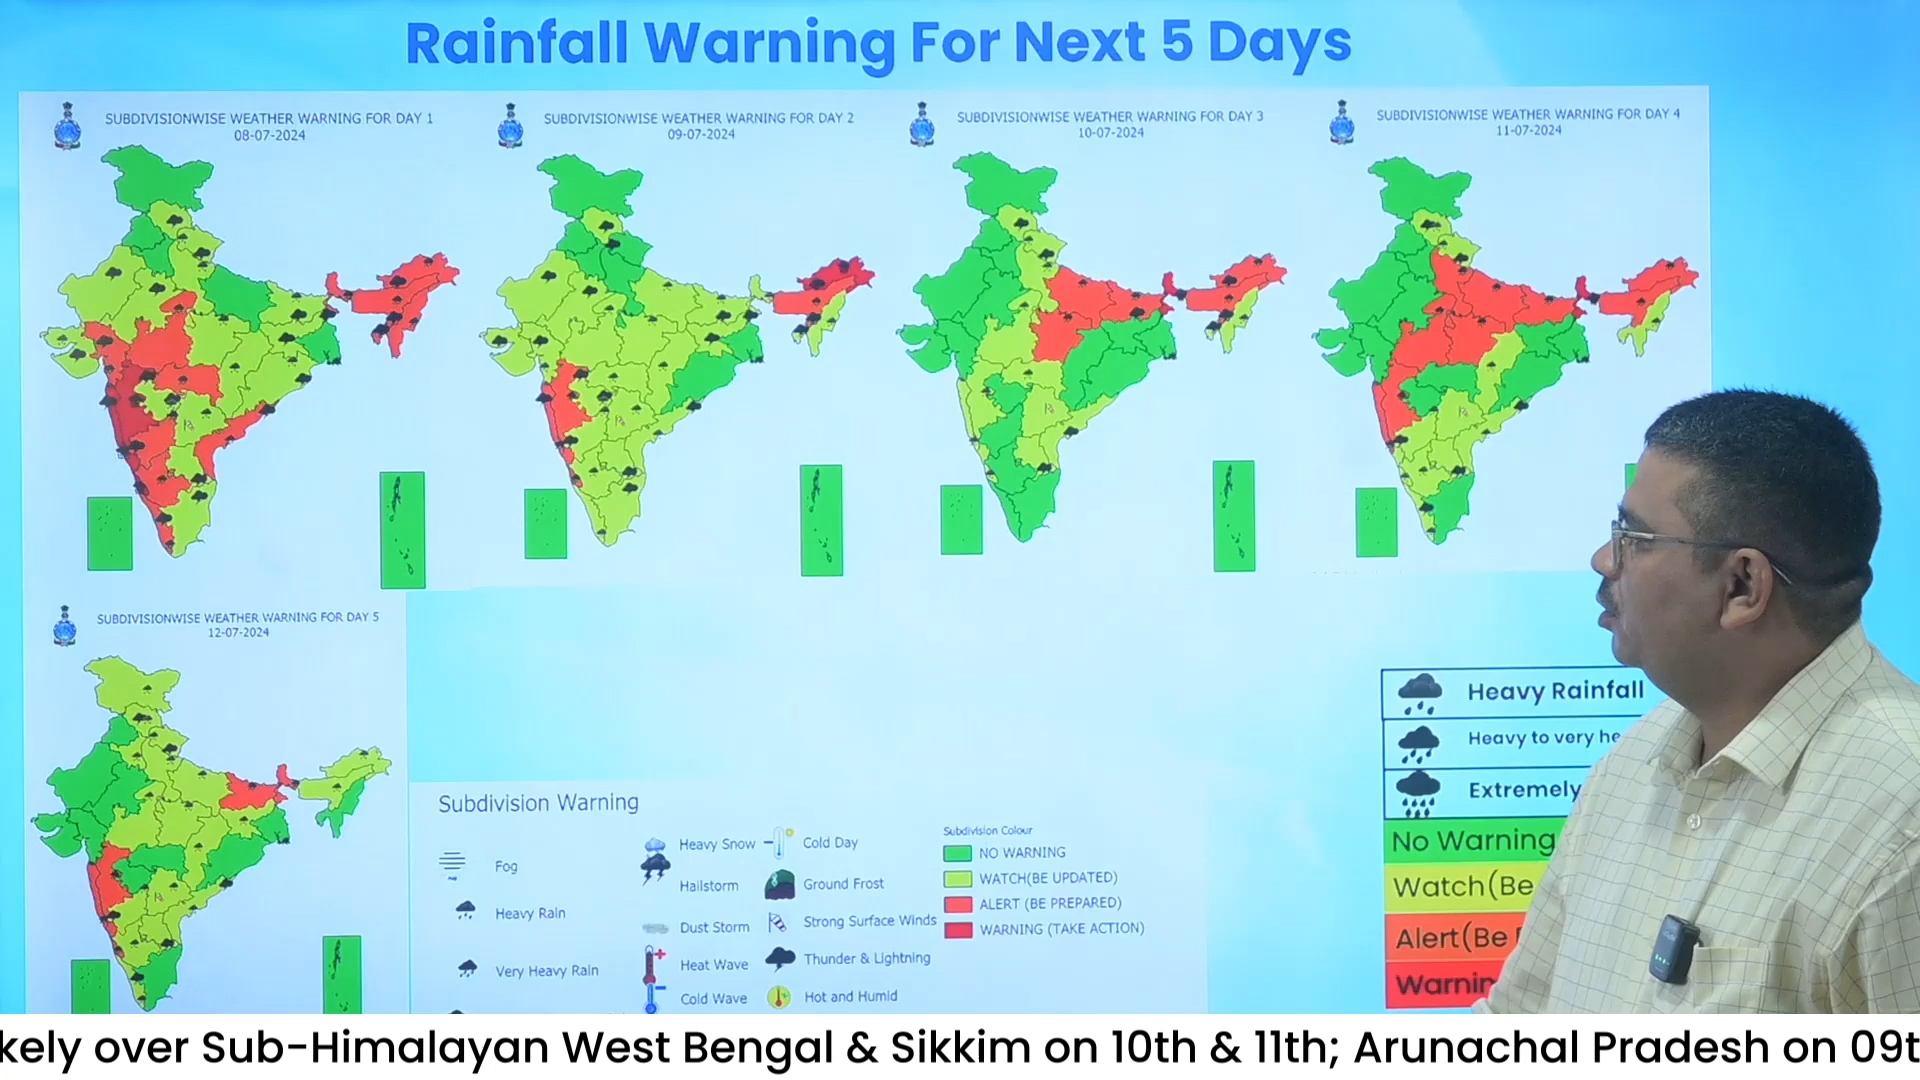 Rainfall Warning For Next 5 Days
SUBDIVISIONWISE WEATHER WARNING FOR DAY 1
08-07-2024
SUBDIVISIONWISE WEATHER WARNING FOR DAY 2
09-07-2024
SUBDIVISIONWISE WEATHER WARNING FOR DAY 3
10-07-2024
SUBDIVISIONWISE WEATHER WARNING FOR DAY 4
11-07-2024
SUBDIVISIONWISE WEATHER WARNING FOR DAY 5
12-07-2024
Subdivision Warning
Fog
Heavy Rain
Very Heavy Rain
Heavy Snow
Hailstorm
Dust Storm
Heat Wave
Cold Wave
Cold Day
Ground Frost
Strong Surface Winds
Thunder & Lightning
Hot and Humid
Subdivision Colour
NO WARNING
WATCH(BE UPDATED)
ALERT (BE PREPARED)
WARNING (TAKE ACTION)
Heavy Rainfall
Heavy to very he
Extremely
No Warning
Watch(Be
Alert(Be
Warnin
kely over Sub-Himalayan West Bengal & Sikkim on 10th & 11th; Arunachal Pradesh on 09t